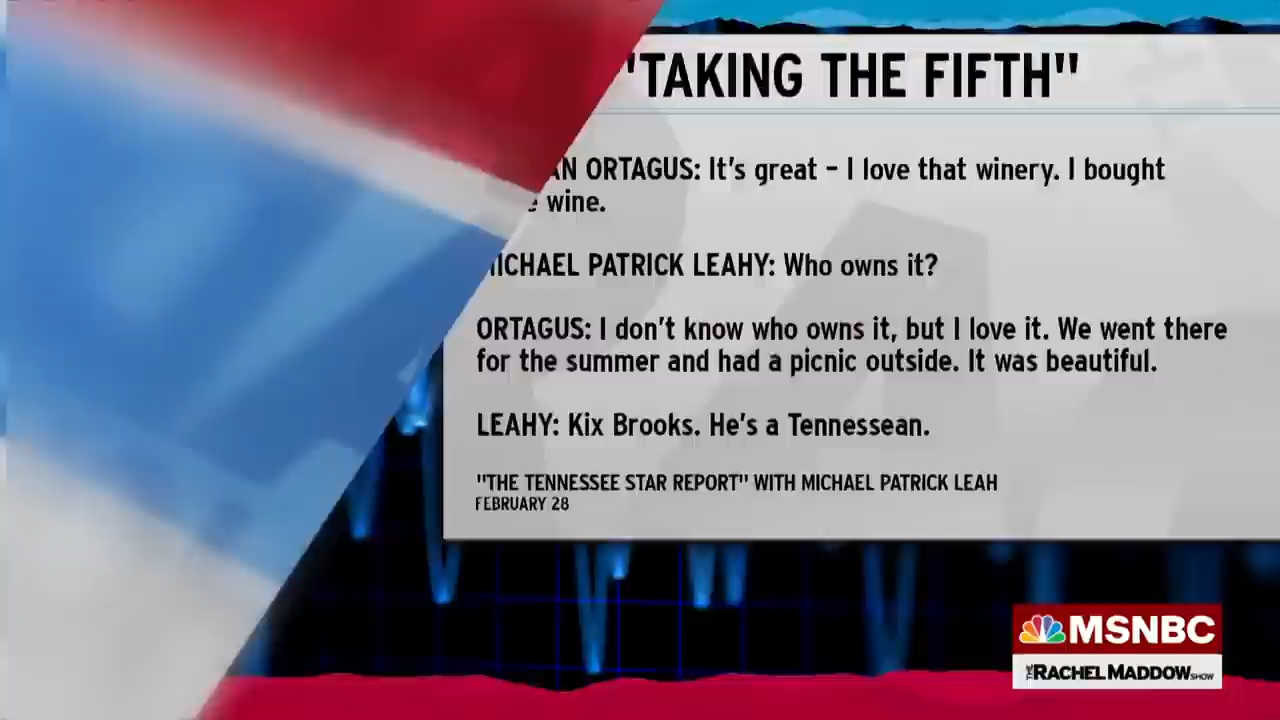 "TAKING THE FIFTH"
AN ORTAGUS: It's great – I love that winery. I bought
e wine.
MICHAEL PATRICK LEAHY: Who owns it?
ORTAGUS: I don't know who owns it, but I love it. We went there
for the summer and had a picnic outside. It was beautiful.
LEAHY: Kix Brooks. He's a Tennessean.
"THE TENNESSEE STAR REPORT" WITH MICHAEL PATRICK LEAH
FEBRUARY 28
MSNBC
THE RACHEL MADDOW SHOW